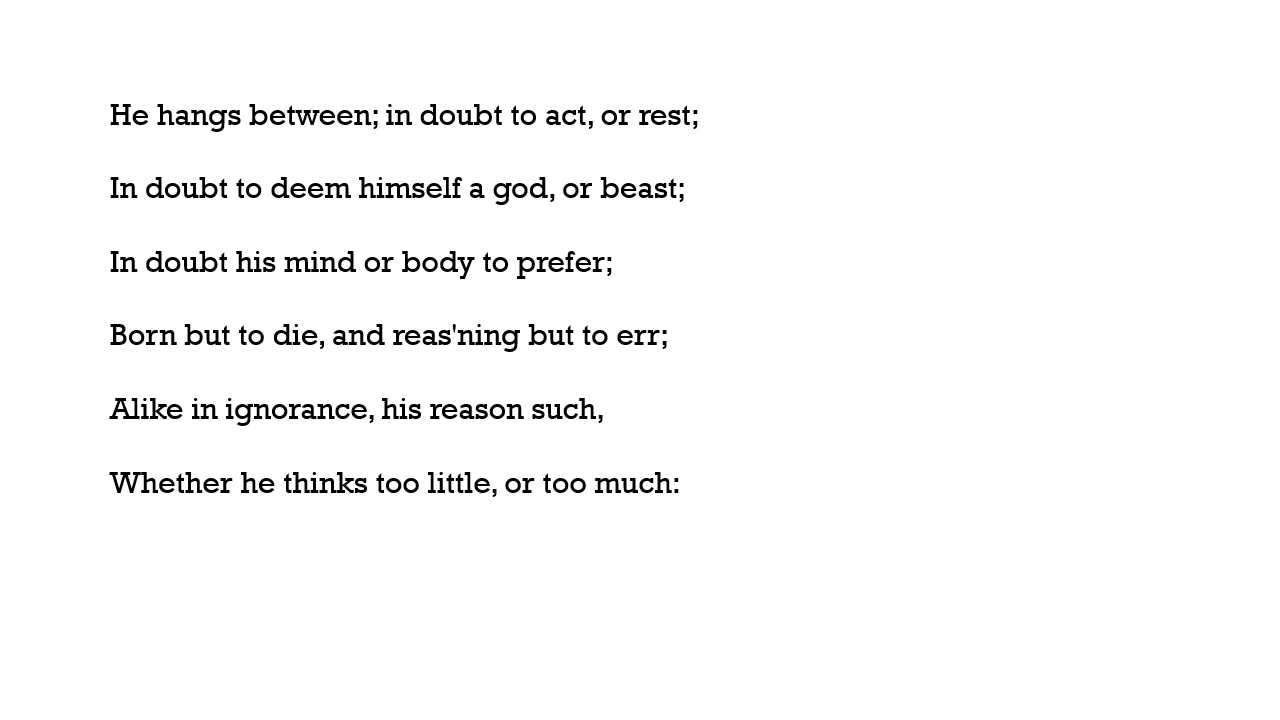 He hangs between; in doubt to act, or rest;
In doubt to deem himself a god, or beast;
In doubt his mind or body to prefer;
Born but to die, and reas'ning but to err;
Alike in ignorance, his reason such,
Whether he thinks too little, or too much: